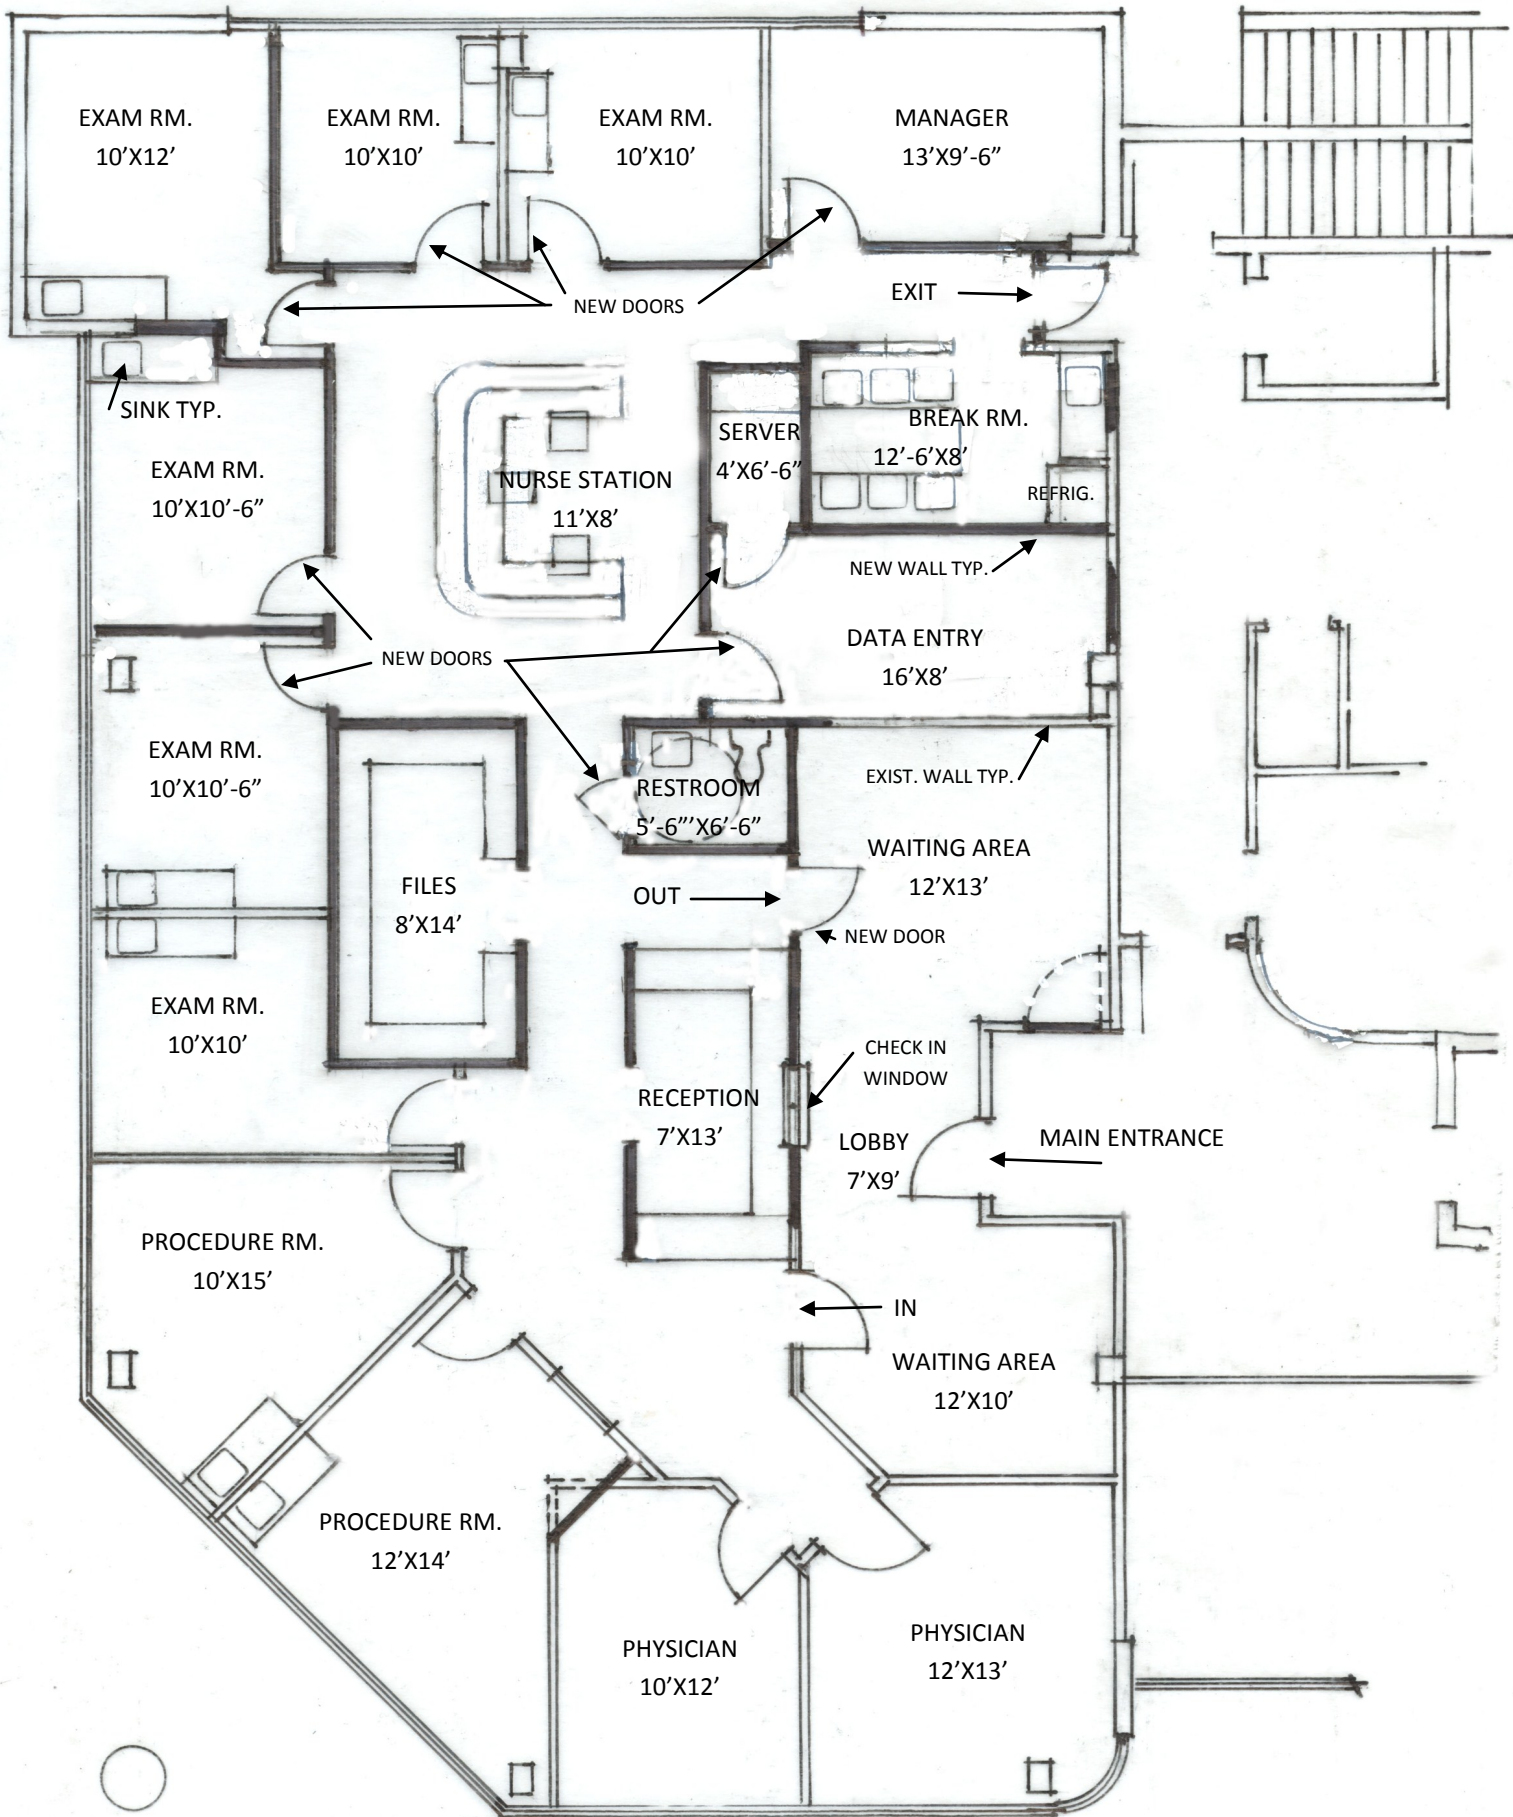 EXAM RM.
10’X12’
EXAM RM.
10’X10’
EXAM RM.
10’X10’
MANAGER
13’X9’-6”
NEW DOORS
EXIT
SINK TYP.
EXAM RM.
10’X10’-6”
NURSE STATION
11’X8’
SERVER
4’X6’-6”
BREAK RM.
12’-6’X8’
REFRIG.
NEW WALL TYP.
NEW DOORS
DATA ENTRY
16’X8’
EXAM RM.
10’X10’-6”
RESTROOM
5’-6”’X6’-6”
EXIST. WALL TYP.
WAITING AREA
12’X13’
FILES
8’X14’
OUT
NEW DOOR
EXAM RM.
10’X10’
CHECK IN
WINDOW
RECEPTION
7’X13’
LOBBY
7’X9’
MAIN ENTRANCE
PROCEDURE RM.
10’X15’
IN
WAITING AREA
12’X10’
PROCEDURE RM.
12’X14’
PHYSICIAN
10’X12’
PHYSICIAN
12’X13’